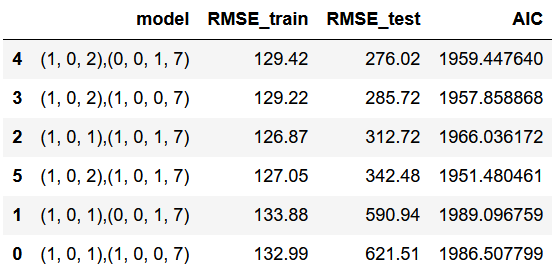 model RMSE_train RMSE_test AIC
4 (1, 0, 2),(0, 0, 1, 7) 129.42 276.02 1959.447640
3 (1, 0, 2),(1, 0, 0, 7) 129.22 285.72 1957.858868
2 (1, 0, 1),(1, 0, 1, 7) 126.87 312.72 1966.036172
5 (1, 0, 2),(1, 0, 1, 7) 127.05 342.48 1951.480461
1 (1, 0, 1),(0, 0, 1, 7) 133.88 590.94 1989.096759
0 (1, 0, 1),(1, 0, 0, 7) 132.99 621.51 1986.507799